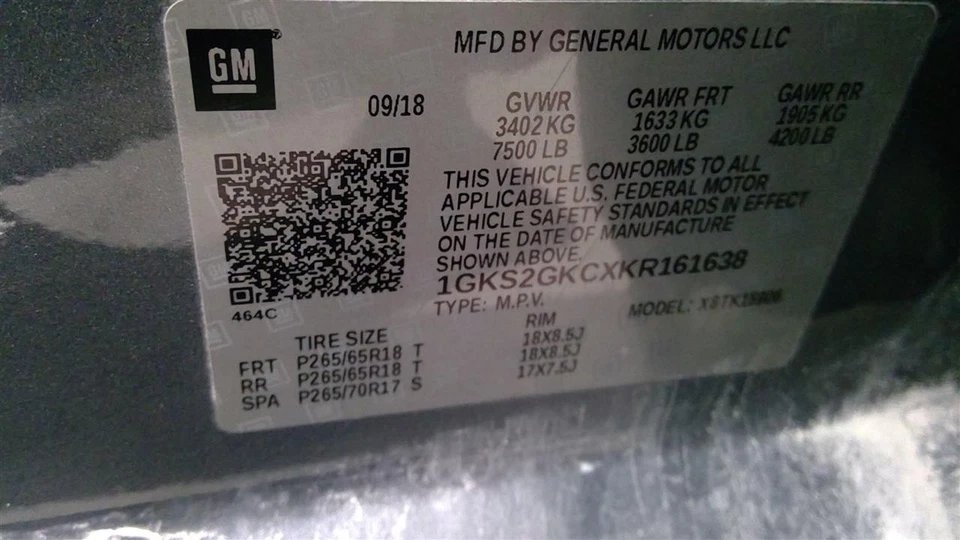 GM
MFD BY GENERAL MOTORS LLC
09/18
GVWR GAWR FRT GAWR RR
3402 KG 1633 KG 1905 KG
7500 LB 3600 LB 4200 LB
THIS VEHICLE CONFORMS TO ALL
APPLICABLE U.S. FEDERAL MOTOR
VEHICLE SAFETY STANDARDS IN EFFECT
ON THE DATE OF MANUFACTURE
SHOWN ABOVE.
1GKS2GKCXKR161638
464C
TYPE: M.P.V. MODEL:
TIRE SIZE RIM
FRT P265/65R18 T 18X8.5J
RR P265/65R18 T 18X8.5J
SPA P265/70R17 S 17X7.5J